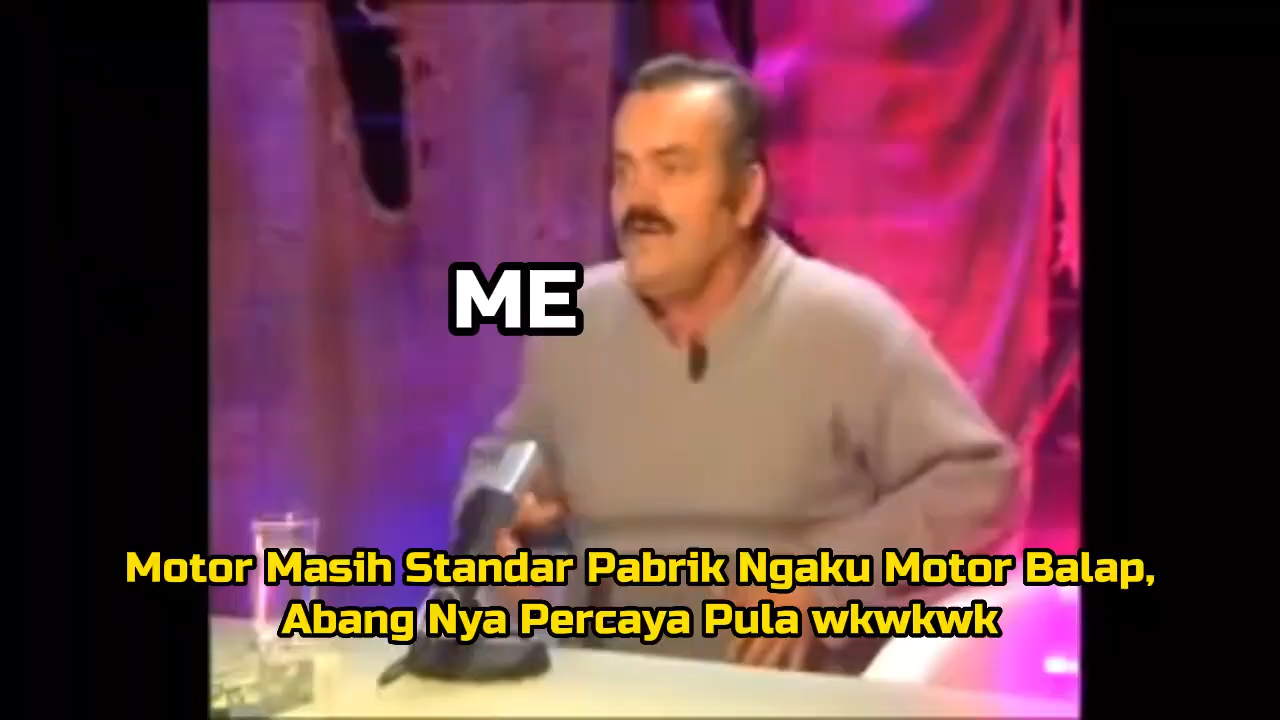 ME
Motor Masih Standar Pabrik Ngaku Motor Balap,
Abang Nya Percaya Pula wkwkwk